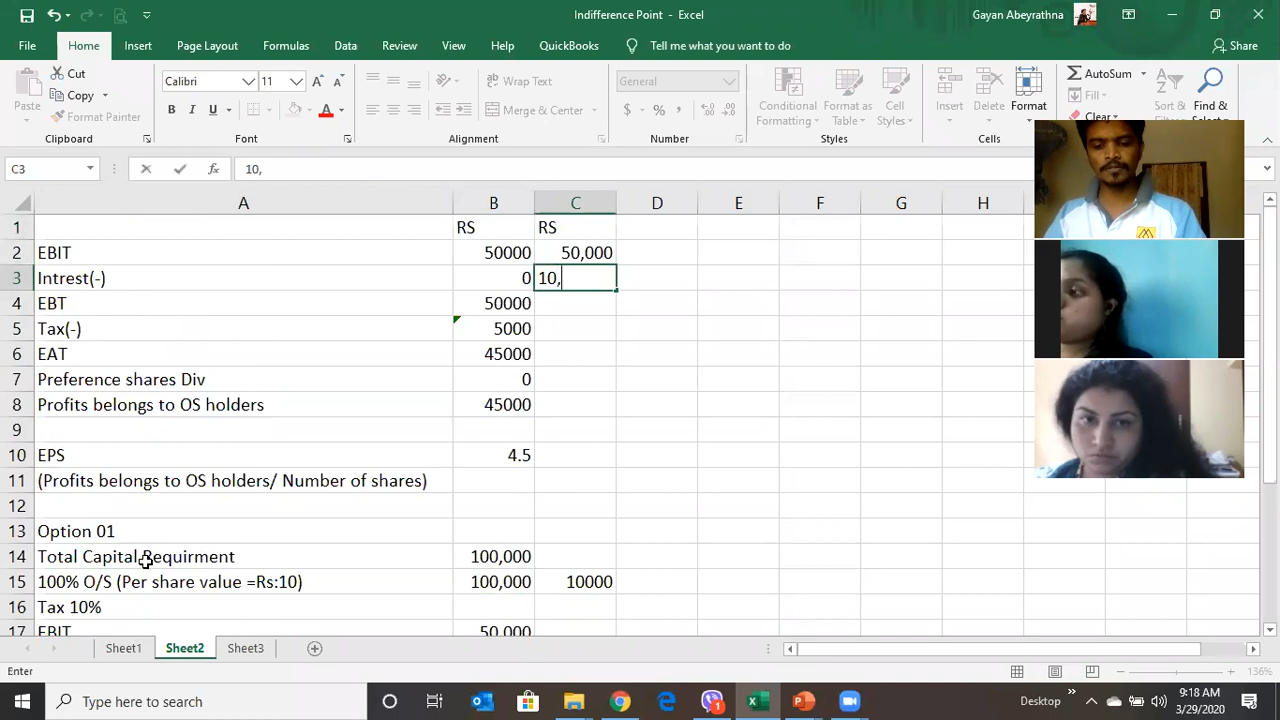 Indifference Point - Excel
Gayan Abeyrathna
File Home Insert Page Layout Formulas Data Review View Help QuickBooks Tell me what you want to do Share
Paste Cut Copy Format Painter
Clipboard
Calibri 11
B I U A
Font
Wrap Text
Merge & Center
Alignment
General
$ % ,
Number
Conditional Formatting
Format as Table
Cell Styles
Styles
Insert Delete Format
Cells
AutoSum
Fill
Clear
Sort &
Find &
C3 fx 10,
A B C D E F G H
1 RS RS
2 EBIT 50000 50,000
3 Intrest(-) 0 10,
4 EBT 50000
5 Tax(-) 5000
6 EAT 45000
7 Preference shares Div 0
8 Profits belongs to OS holders 45000
9
10 EPS 4.5
11 (Profits belongs to OS holders/ Number of shares)
12
13 Option 01
14 Total Capital Requirment 100,000
15 100% O/S (Per share value =Rs:10) 100,000 10000
16 Tax 10%
17 EBIT 50,000
Sheet1 Sheet2 Sheet3
Enter 136%
Type here to search
Desktop
9:18 AM
3/29/2020